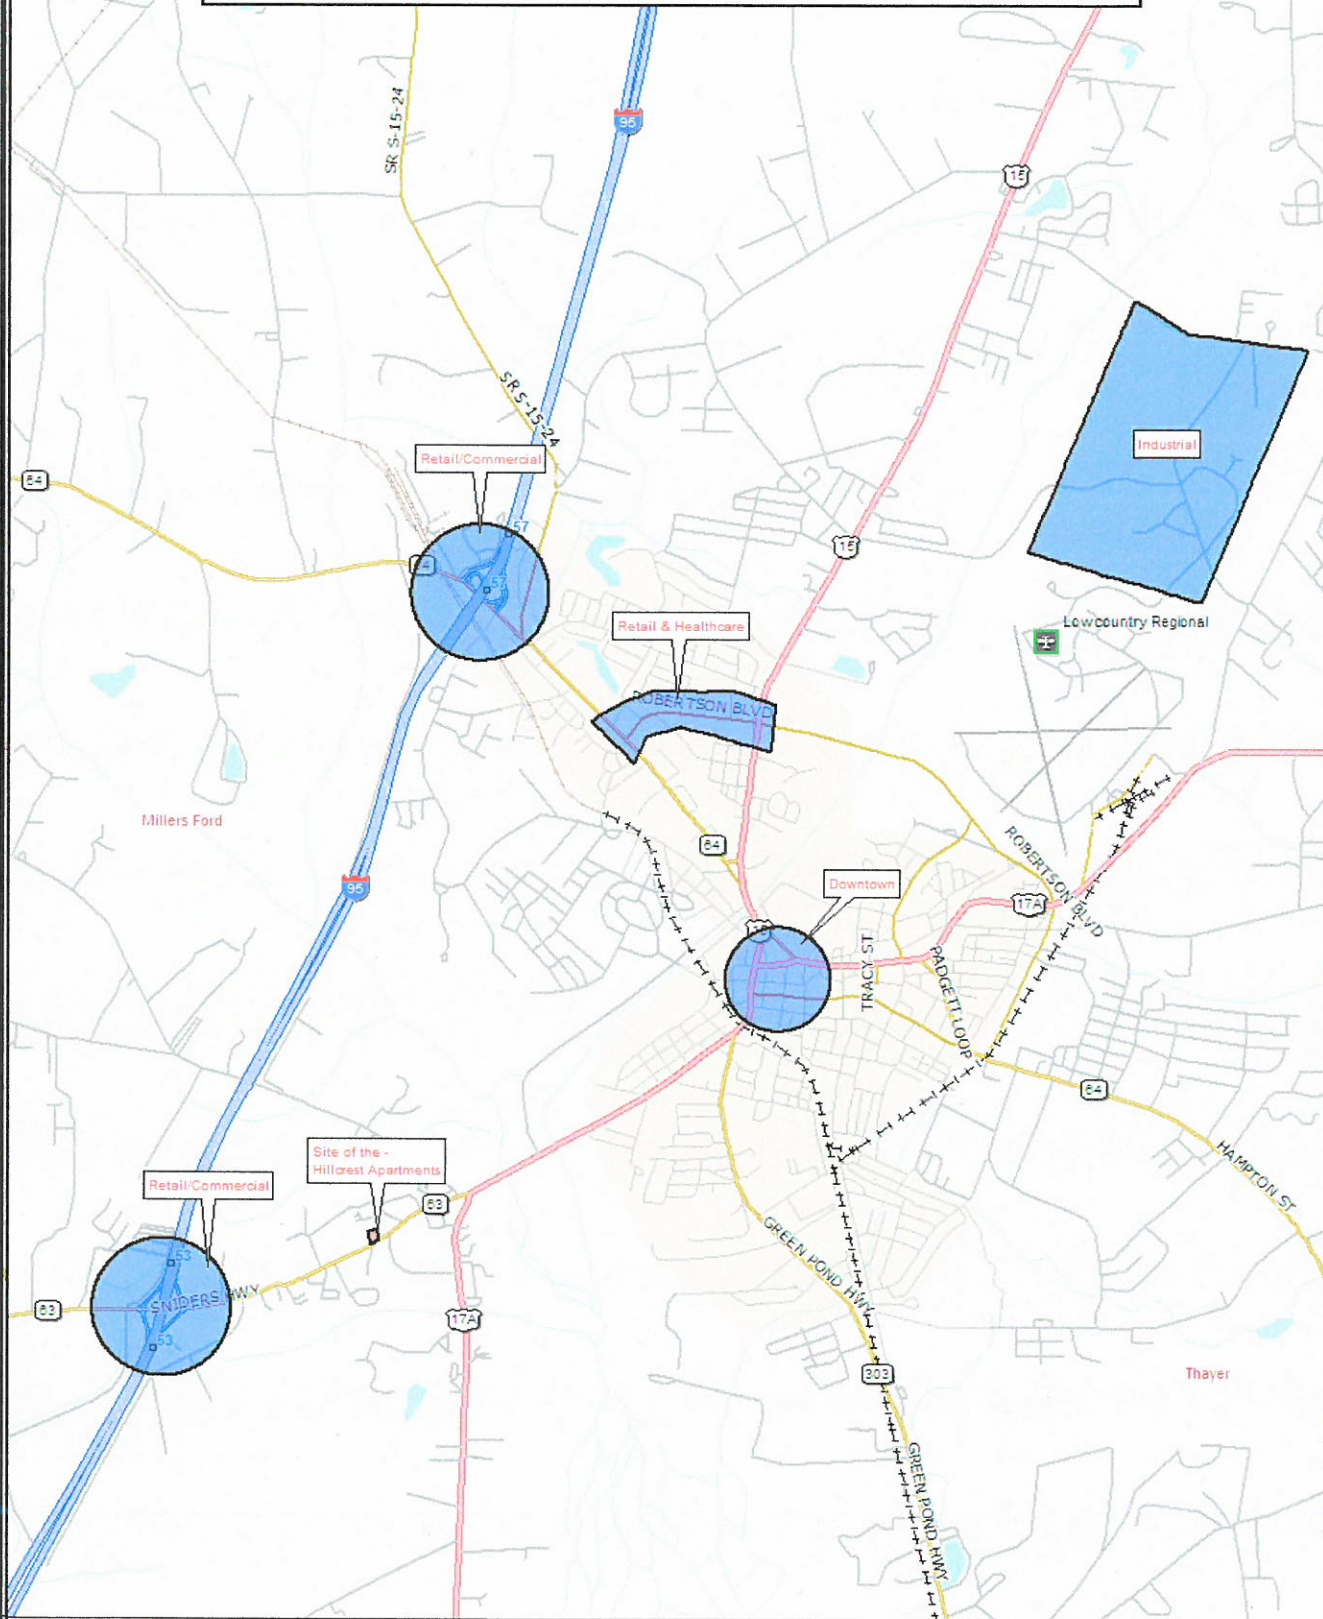 95
SR S-15-24
15
SR S-15-24
Industrial
Retail/Commercial
64
57
15
64
57
Lowcountry Regional
Retail & Healthcare
ROBERTSON BLVD
Millers Ford
64
ROBERTSON BLVD
95
Downtown
17A
15
TRACY ST
PADGETT LOOP
64
Site of the -
Hillcrest Apartments
HAMPTON ST
Retail/Commercial
63
GREEN POND HWY
53
SNIDERS HWY
63
17A
53
303
Thayer
GREEN POND HWY